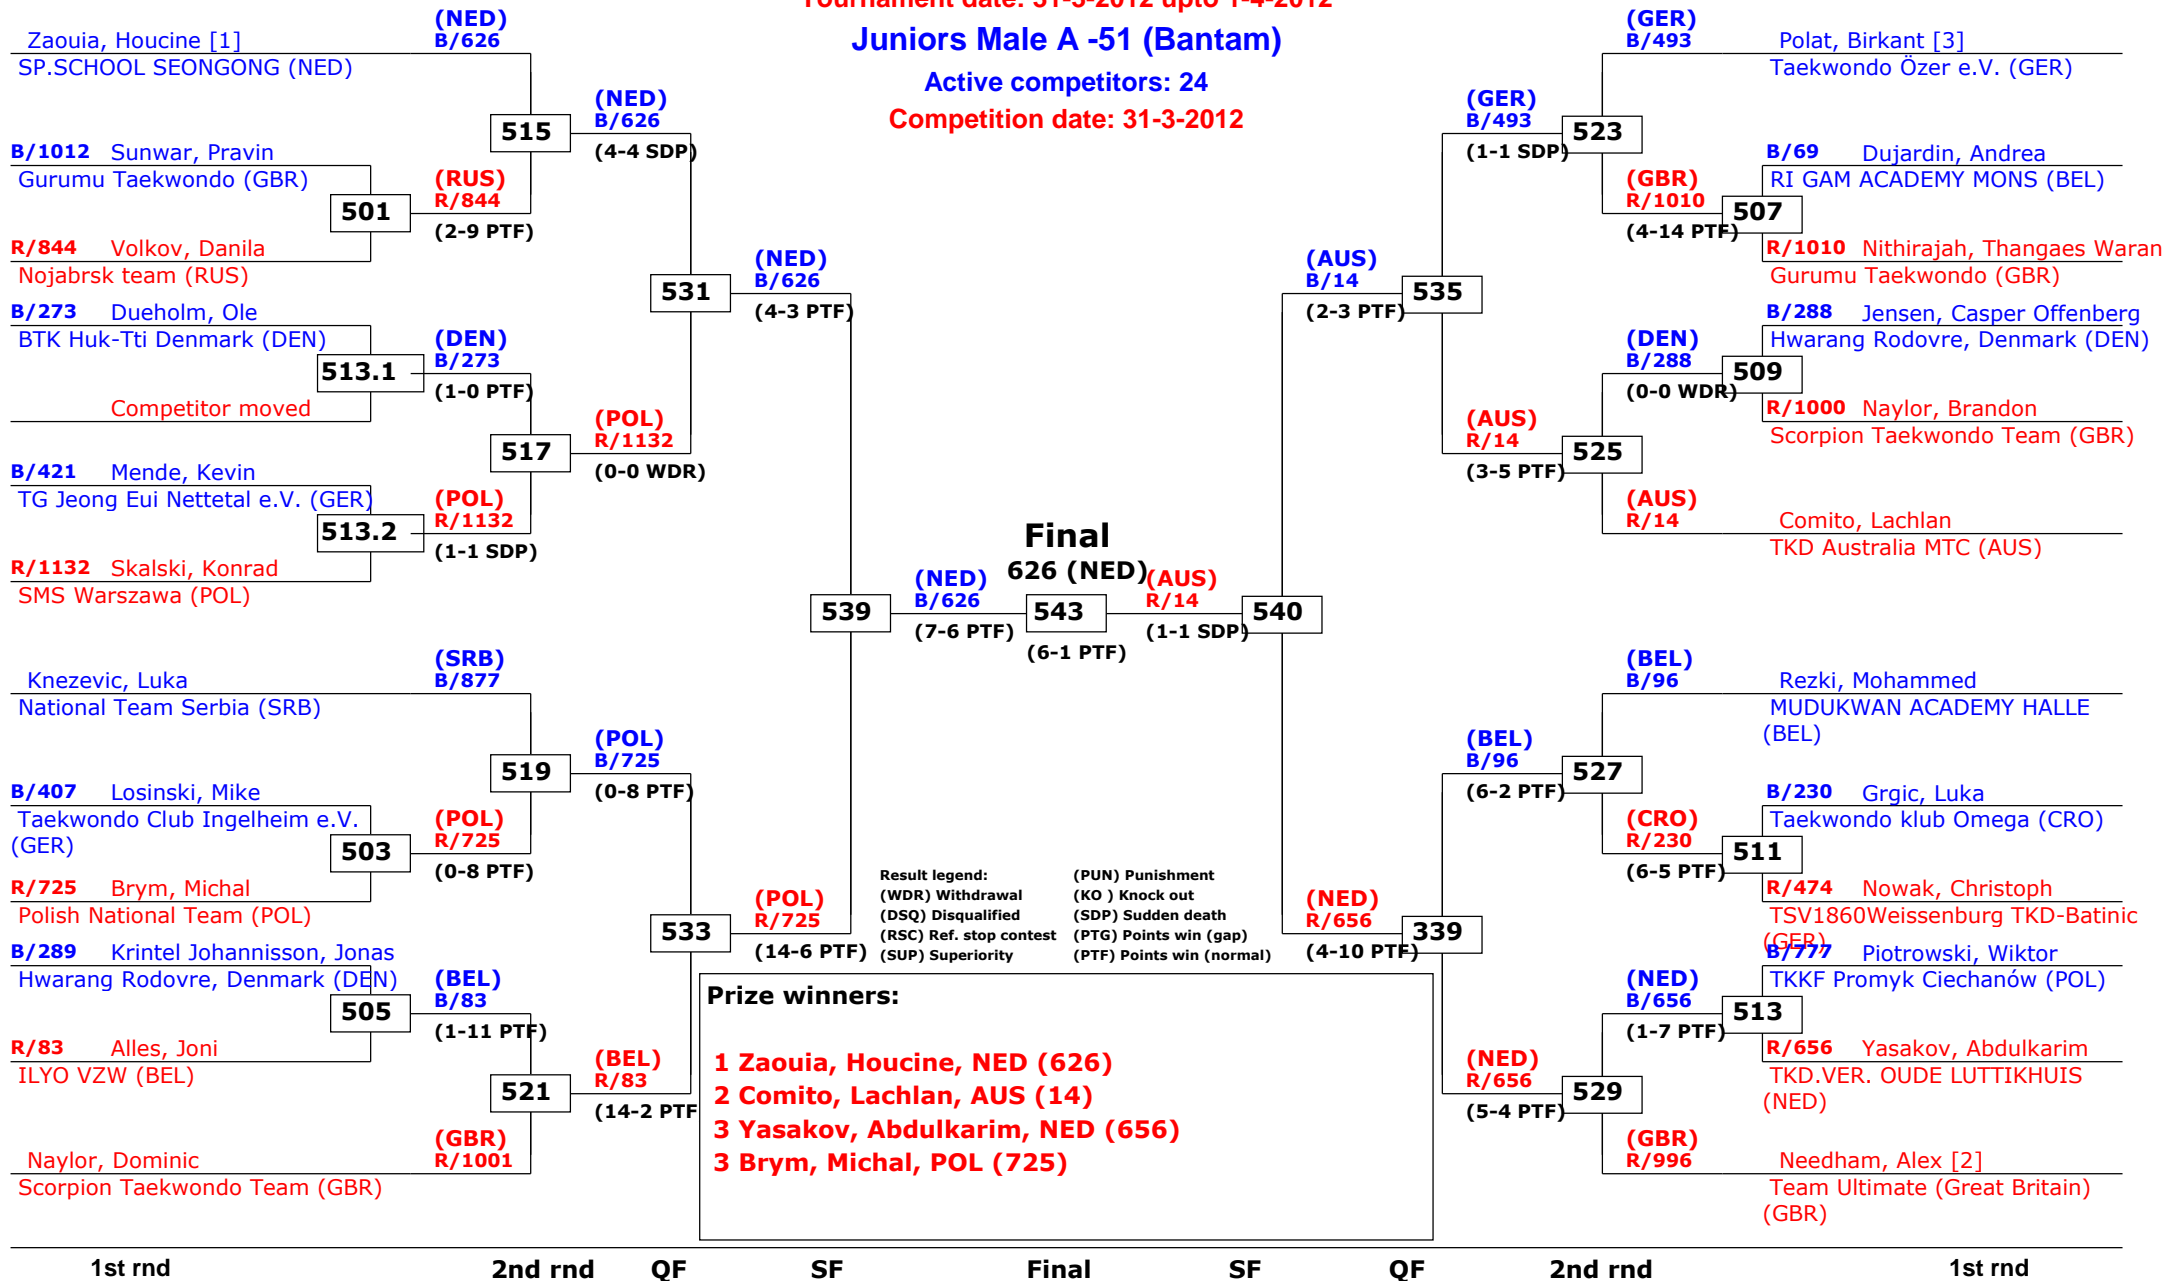 Tournament date: 31-3-2012 upto 1-4-2012
Juniors Male A -51 (Bantam)
Active competitors: 24
Competition date: 31-3-2012
(NED)
Zaouia, Houcine [1] B/626
SP.SCHOOL SEONGONG (NED)
515
(NED)
B/626
(4-4 SDP)
B/1012 Sunwar, Pravin
Gurumu Taekwondo (GBR)
501
(RUS)
R/844
(2-9 PTF)
R/844 Volkov, Danila
Nojabrsk team (RUS)
531
(NED)
B/626
(4-3 PTF)
B/273 Dueholm, Ole
BTK Huk-Tti Denmark (DEN)
513.1
(DEN)
B/273
(1-0 PTF)
Competitor moved
517
(POL)
R/1132
(0-0 WDR)
B/421 Mende, Kevin
TG Jeong Eui Nettetal e.V. (GER)
513.2
(POL)
R/1132
(1-1 SDP)
R/1132 Skalski, Konrad
SMS Warszawa (POL)
539
(NED)
B/626
(7-6 PTF)
Final
626 (NED)
543
(6-1 PTF)
(AUS)
R/14
(1-1 SDP)
540
(SRB)
Knezevic, Luka B/877
National Team Serbia (SRB)
519
(POL)
B/725
(0-8 PTF)
B/407 Losinski, Mike
Taekwondo Club Ingelheim e.V.
(GER)
503
(POL)
R/725
(0-8 PTF)
R/725 Brym, Michal
Polish National Team (POL)
533
(POL)
R/725
(14-6 PTF)
B/289 Krintel Johannisson, Jonas
Hwarang Rodovre, Denmark (DEN)
505
(BEL)
B/83
(1-11 PTF)
R/83 Alles, Joni
ILYO VZW (BEL)
521
(BEL)
R/83
(14-2 PTF
(GBR)
Naylor, Dominic R/1001
Scorpion Taekwondo Team (GBR)
(GER)
B/493 Polat, Birkant [3]
Taekwondo Özer e.V. (GER)
(GER)
B/493
(1-1 SDP)
523
B/69 Dujardin, Andrea
RI GAM ACADEMY MONS (BEL)
(GBR)
R/1010
(4-14 PTF)
507
R/1010 Nithirajah, Thangaes Waran
Gurumu Taekwondo (GBR)
(AUS)
B/14
(2-3 PTF)
535
B/288 Jensen, Casper Offenberg
Hwarang Rodovre, Denmark (DEN)
(DEN)
B/288
(0-0 WDR)
509
R/1000 Naylor, Brandon
Scorpion Taekwondo Team (GBR)
(AUS)
R/14
(3-5 PTF)
525
(AUS)
R/14 Comito, Lachlan
TKD Australia MTC (AUS)
(BEL)
B/96 Rezki, Mohammed
MUDUKWAN ACADEMY HALLE
(BEL)
(BEL)
B/96
(6-2 PTF)
527
B/230 Grgic, Luka
Taekwondo klub Omega (CRO)
(CRO)
R/230
(6-5 PTF)
511
R/474 Nowak, Christoph
TSV1860Weissenburg TKD-Batinic
(GER)
(NED)
R/656
(4-10 PTF)
339
B/777 Piotrowski, Wiktor
TKKF Promyk Ciechanów (POL)
(NED)
B/656
(1-7 PTF)
513
R/656 Yasakov, Abdulkarim
TKD.VER. OUDE LUTTIKHUIS
(NED)
(NED)
R/656
(5-4 PTF)
529
(GBR)
R/996 Needham, Alex [2]
Team Ultimate (Great Britain)
(GBR)
Result legend: (PUN) Punishment
(WDR) Withdrawal (KO ) Knock out
(DSQ) Disqualified (SDP) Sudden death
(RSC) Ref. stop contest (PTG) Points win (gap)
(SUP) Superiority (PTF) Points win (normal)
Prize winners:
1 Zaouia, Houcine, NED (626)
2 Comito, Lachlan, AUS (14)
3 Yasakov, Abdulkarim, NED (656)
3 Brym, Michal, POL (725)
1st rnd 2nd rnd QF SF Final SF QF 2nd rnd 1st rnd